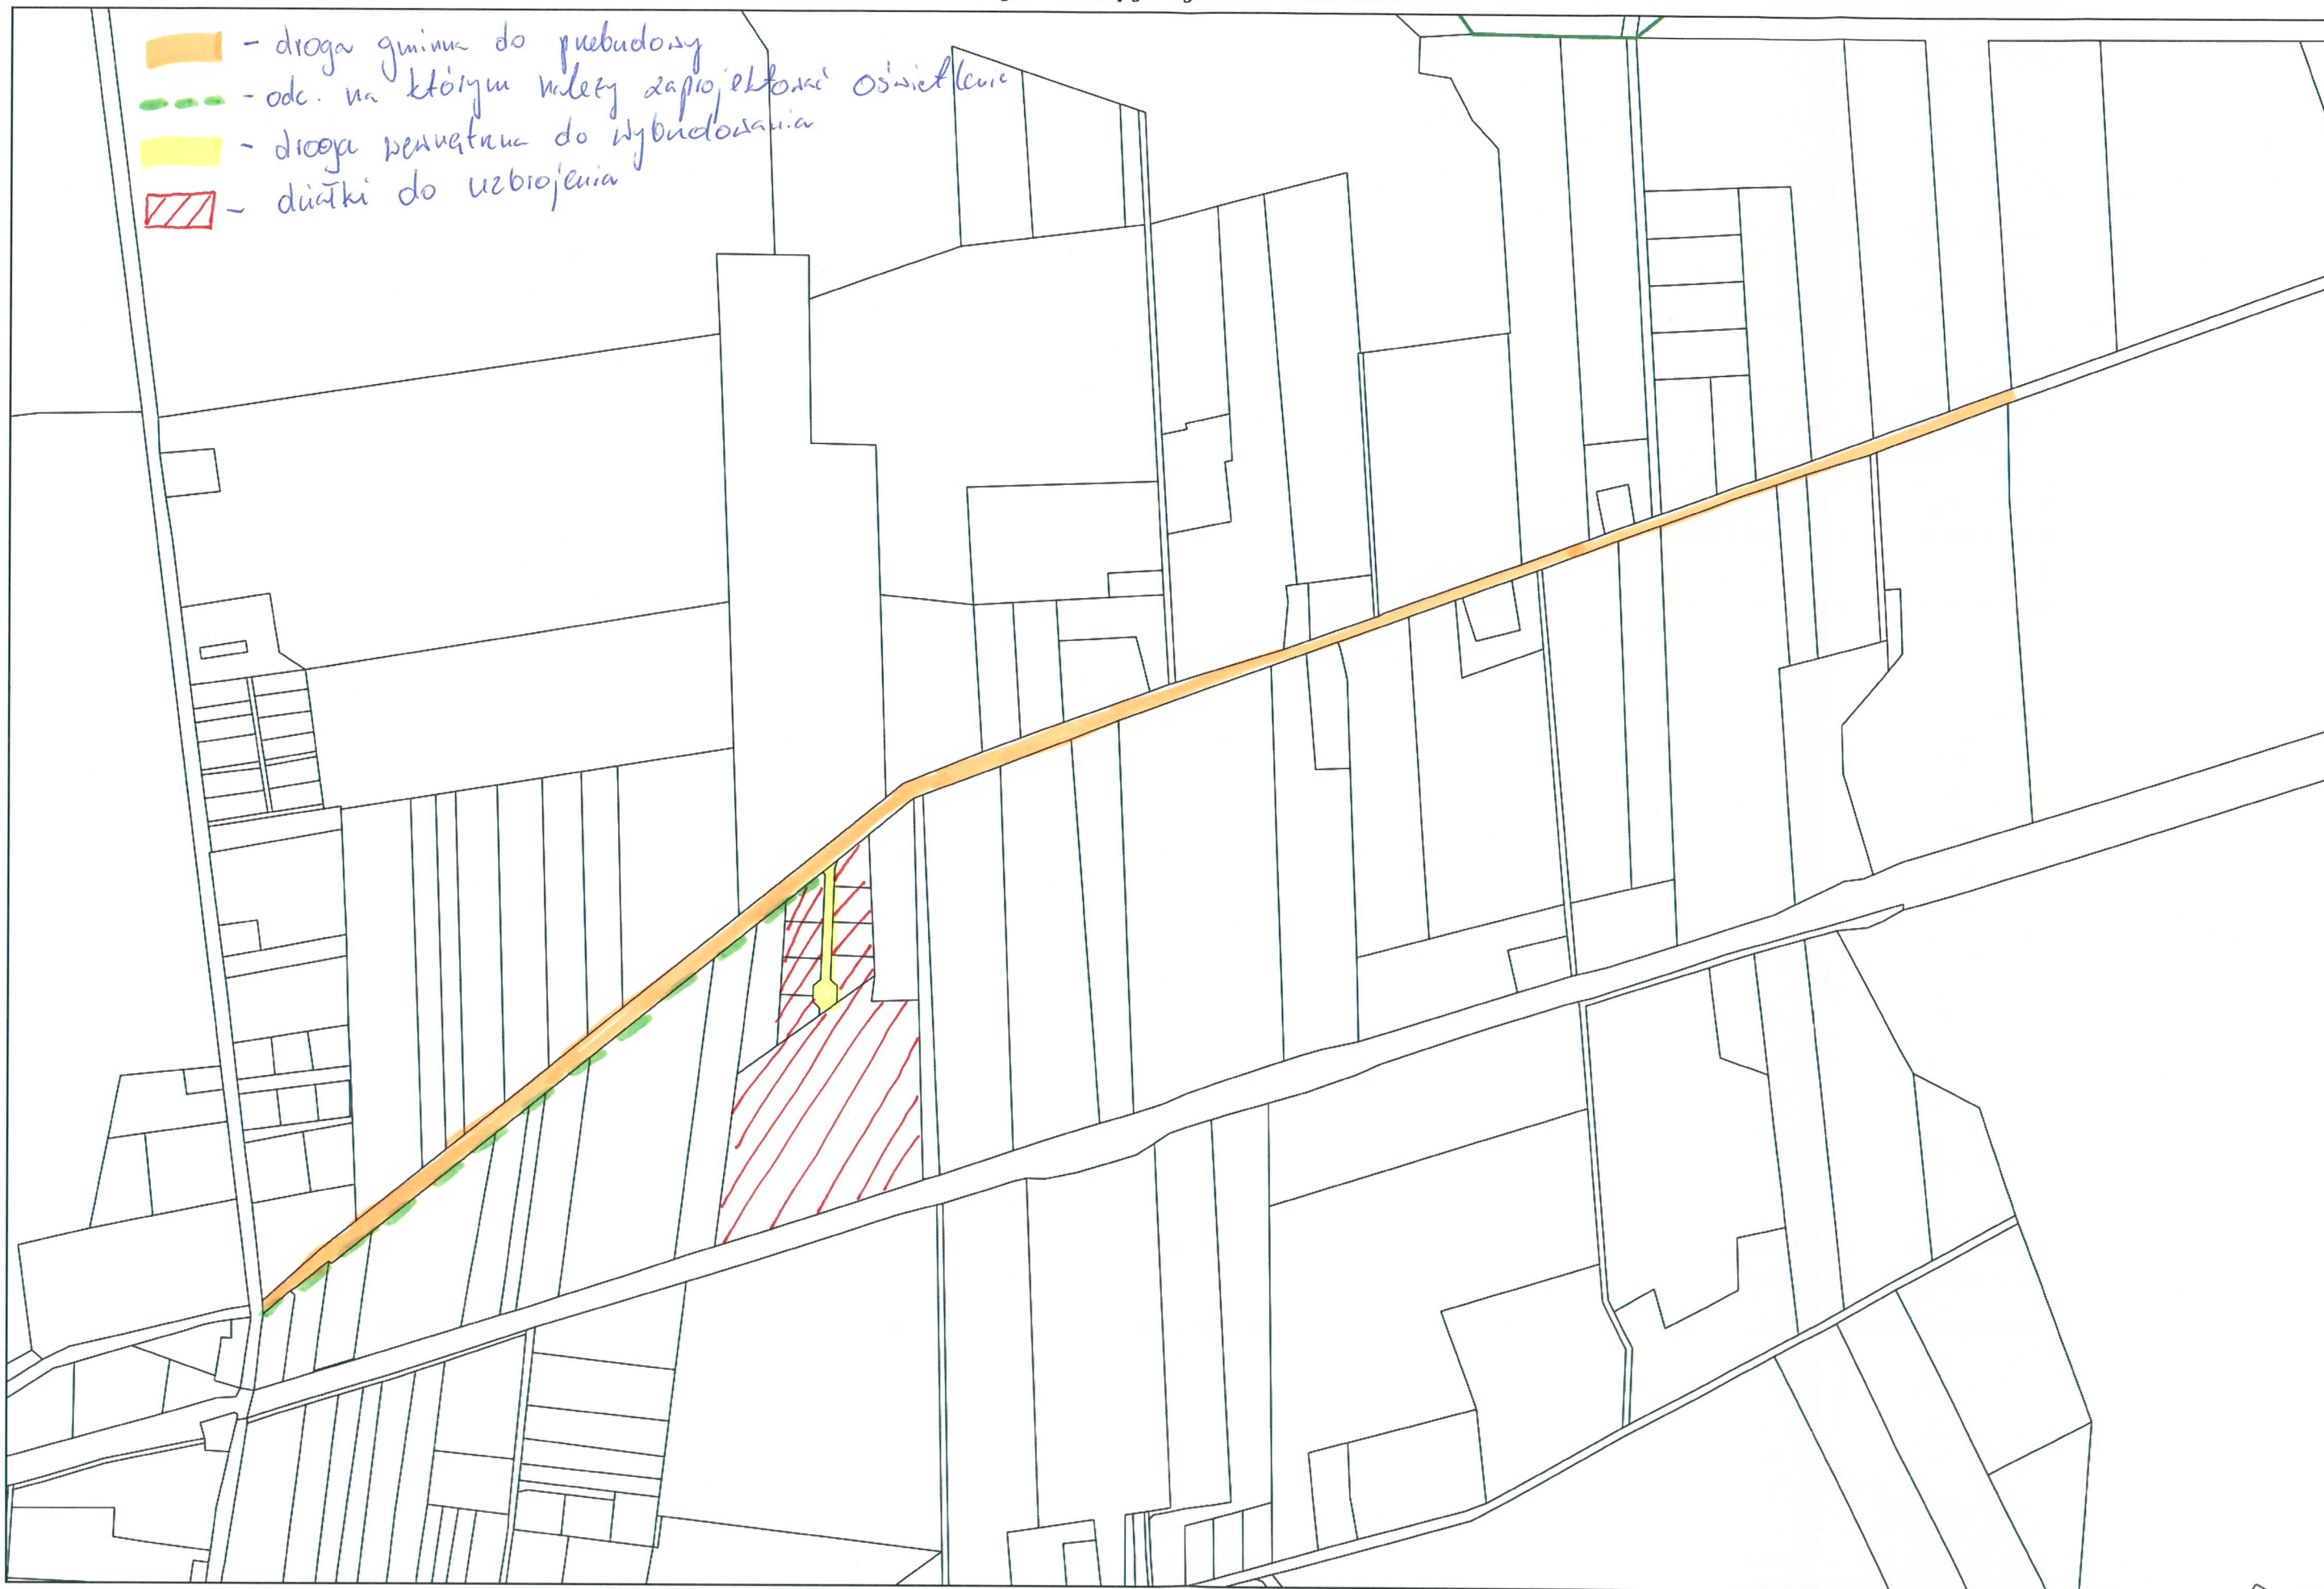 - droga gminna do przebudowy
- odc. na którym należy zaprojektować oświetlenie
- droga wewnętrzna do wybudowania
- działki do uzbrojenia